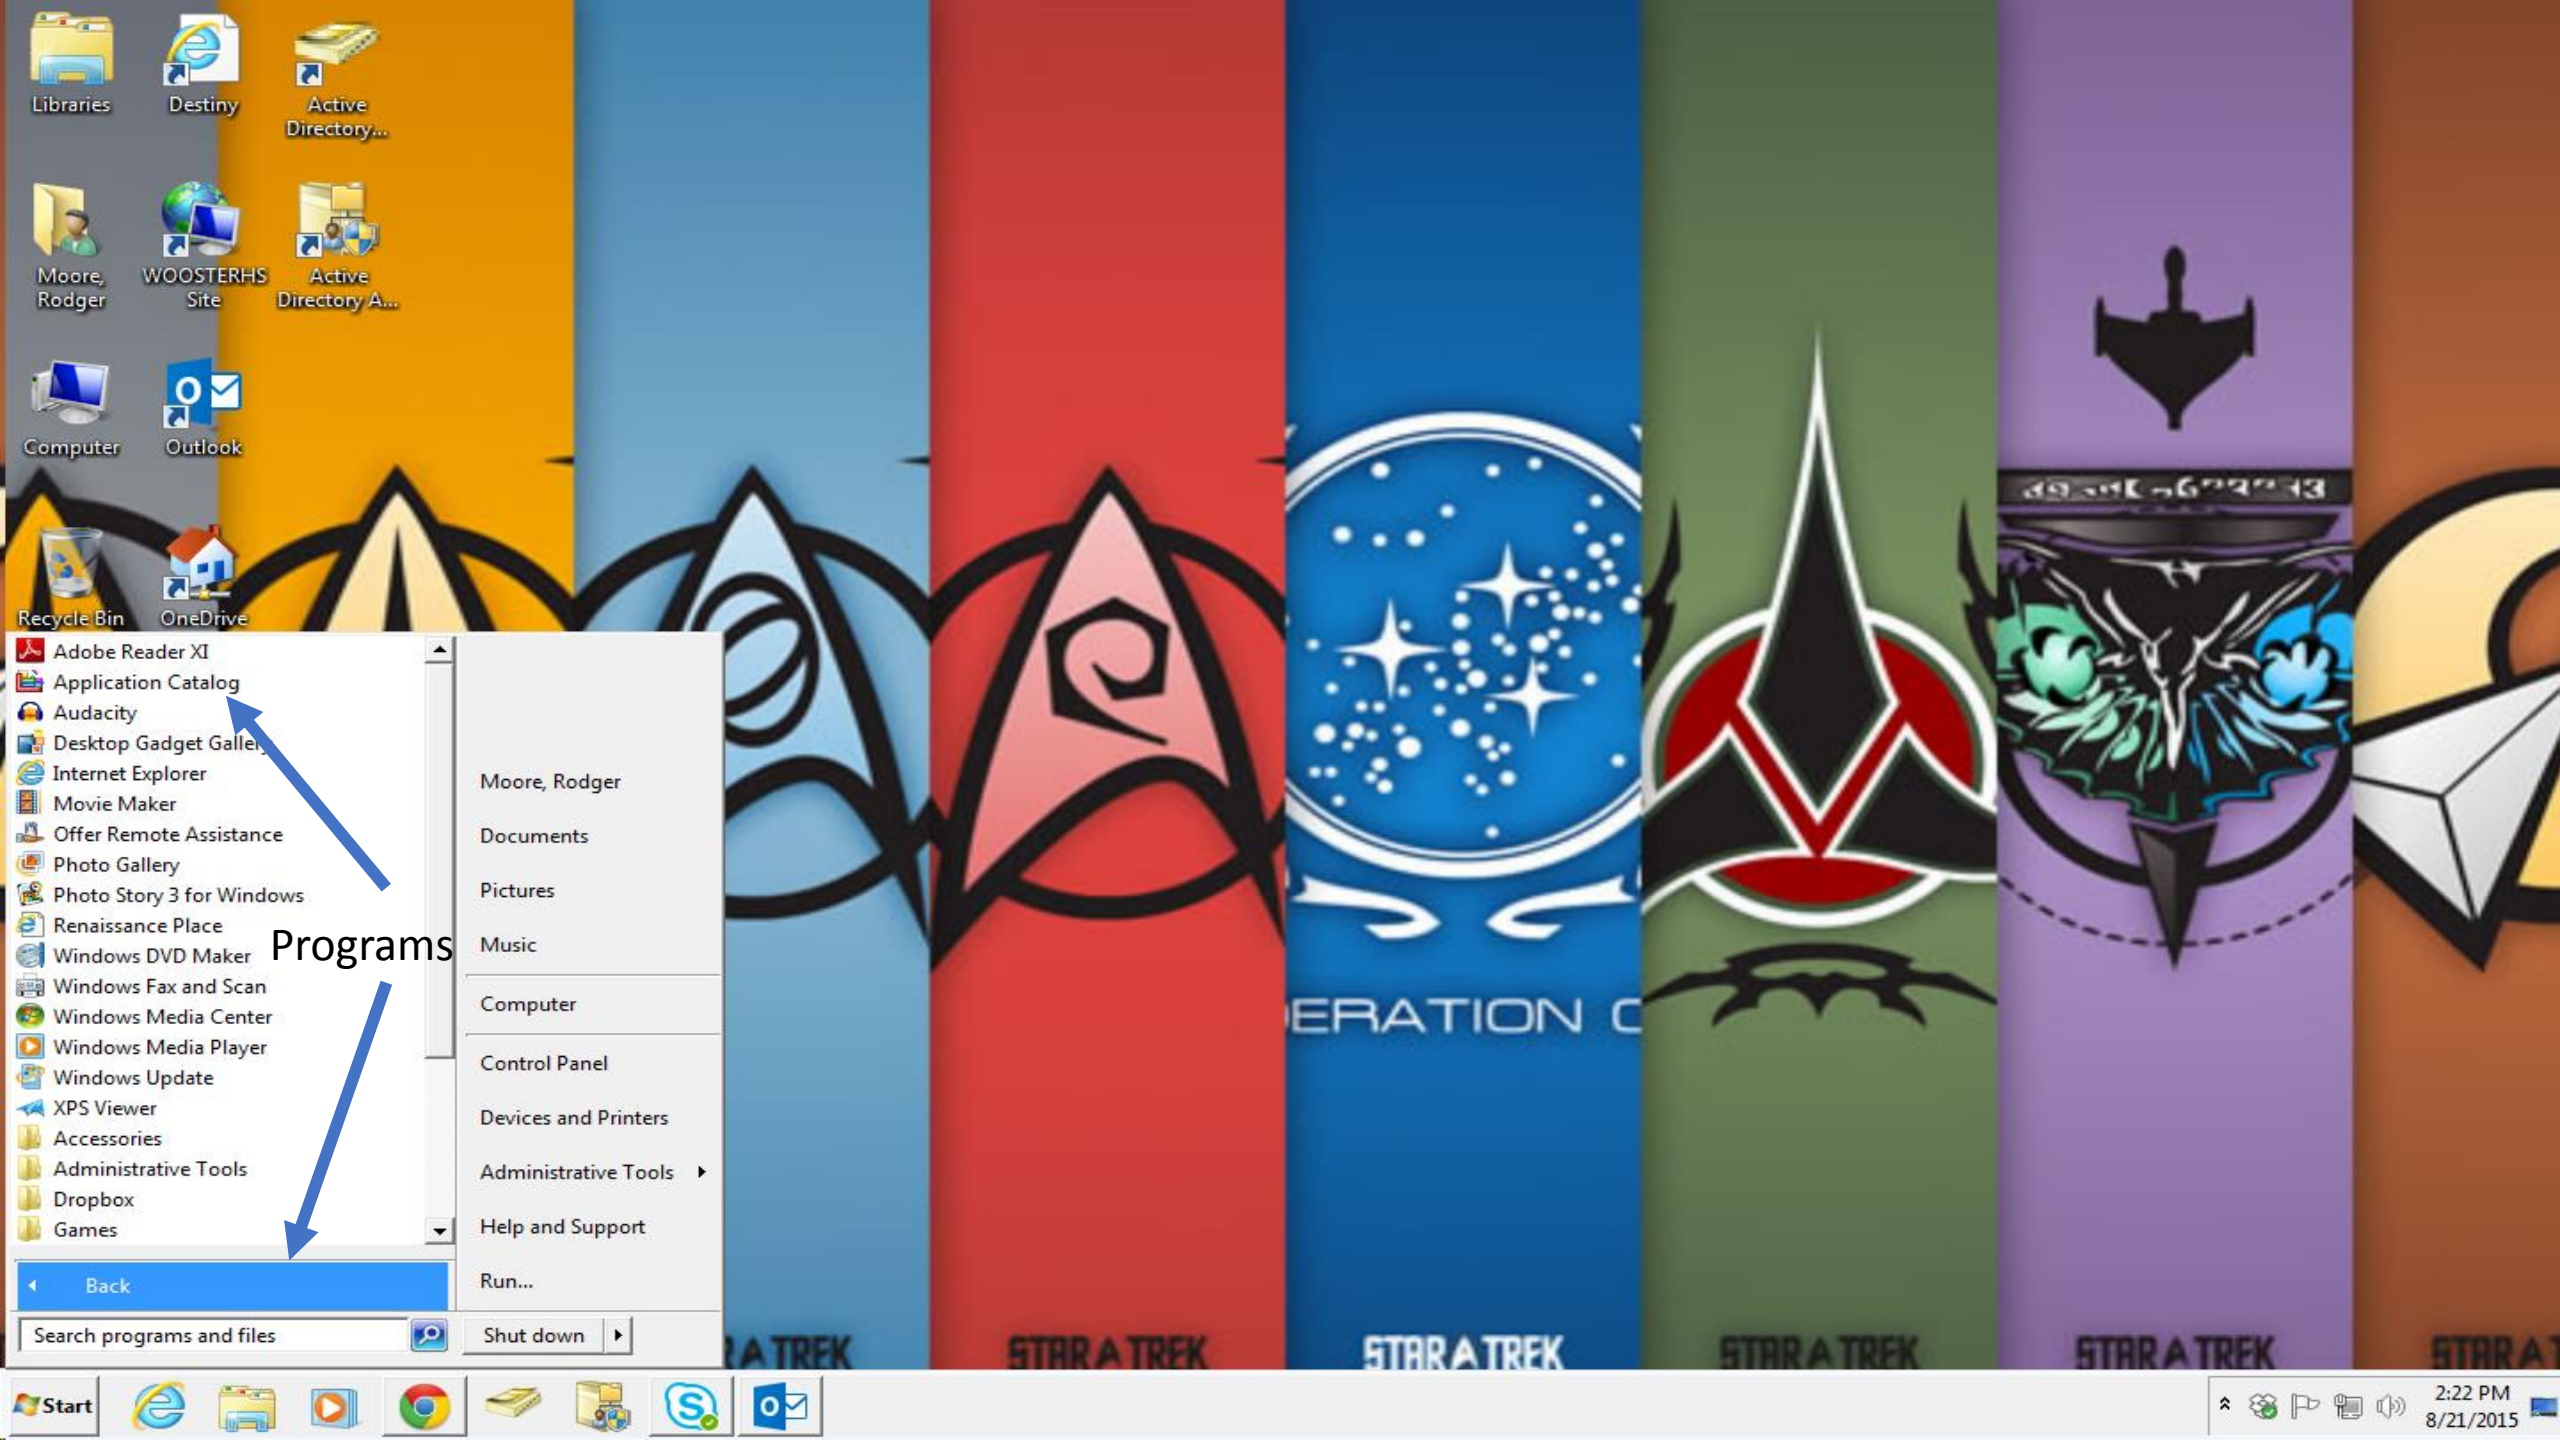 Libraries
Destiny
Active
Directory...
Moore,
Rodger
WOOSTERHS
Site
Active
Directory A...
Computer
Outlook
Recycle Bin
OneDrive
Adobe Reader XI
Application Catalog
Audacity
Desktop Gadget
Internet Explorer
Movie Maker
Offer Remote Assistance
Photo Gallery
Photo Story 3 for Windows
Renaissance Place
Windows DVD Maker
Programs
Windows Fax and Scan
Windows Media Center
Windows Media Player
Windows Update
XPS Viewer
Accessories
Administrative Tools
Dropbox
Games
Back
Search programs and files
Moore, Rodger
Documents
Pictures
Music
Computer
Control Panel
Devices and Printers
Administrative Tools
Help and Support
Run...
Shut down
ERATION
TREK
STAR TREK
STAR TREK
STAR TREK
STAR TREK
STAR
Start
2:22 PM
8/21/2015